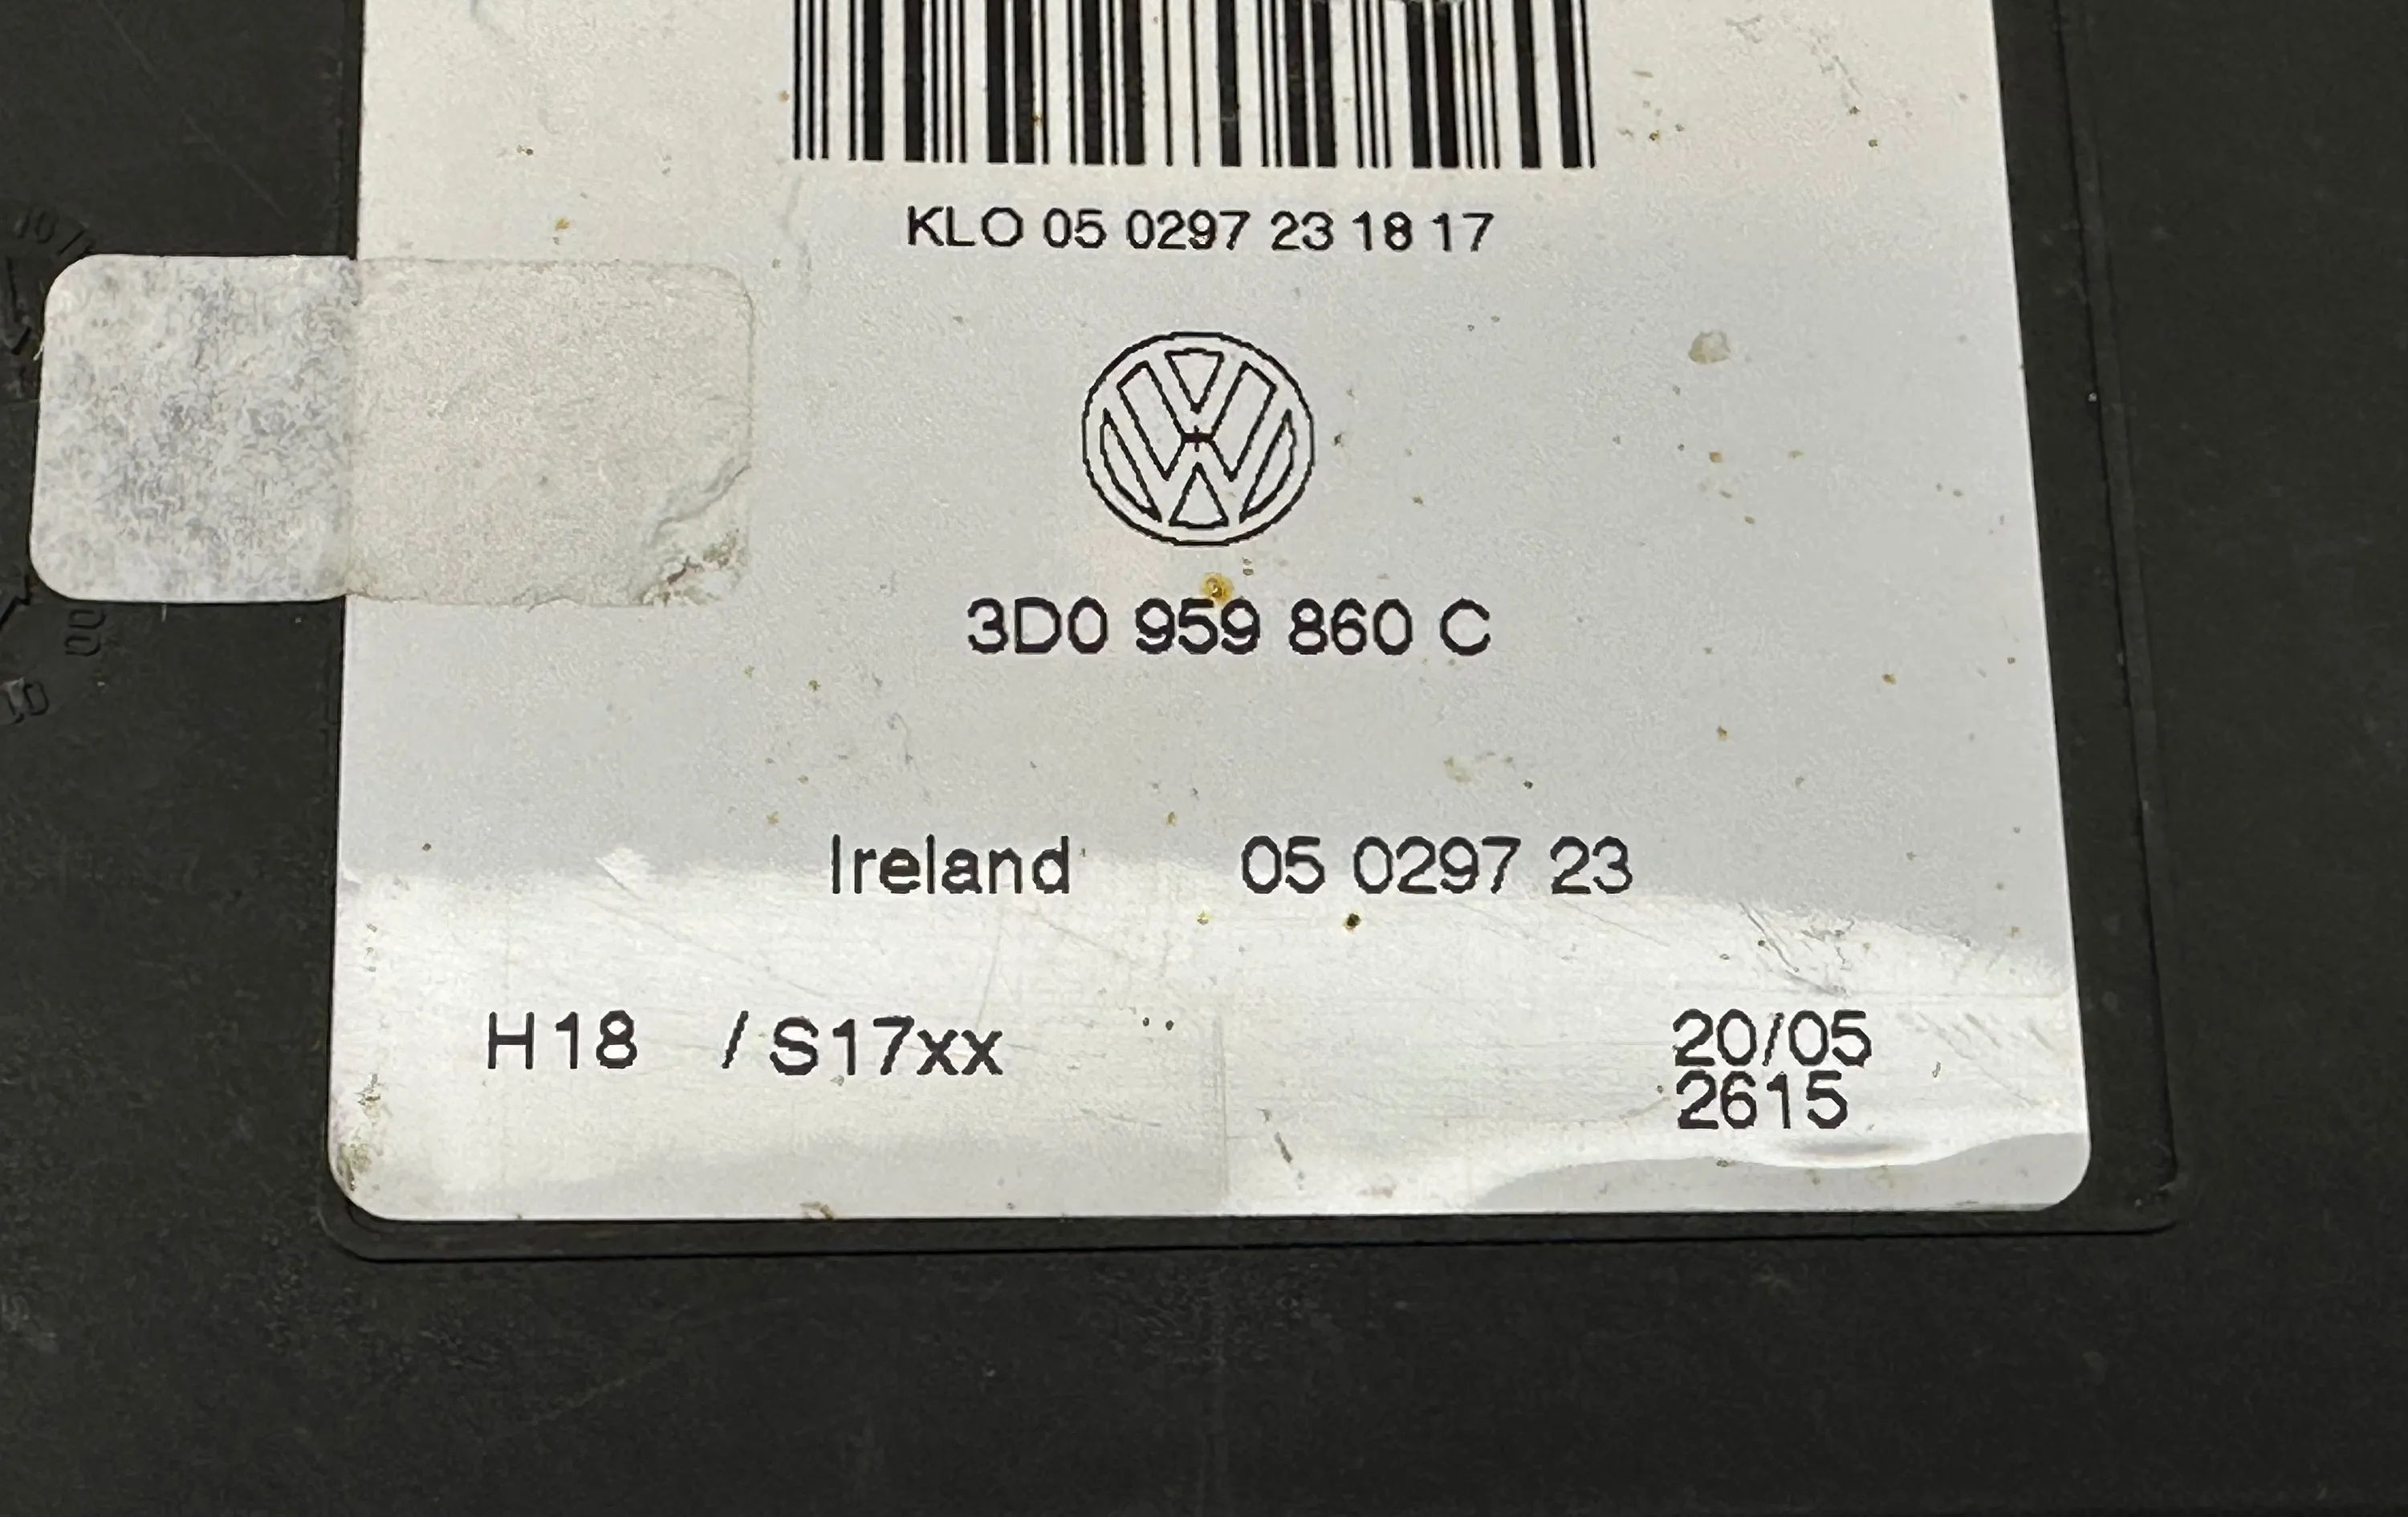 KLO 05 0297 23 18 17
3D0 959 860 C
Ireland 05 0297 23
H18 / S17xx 20/05
2615